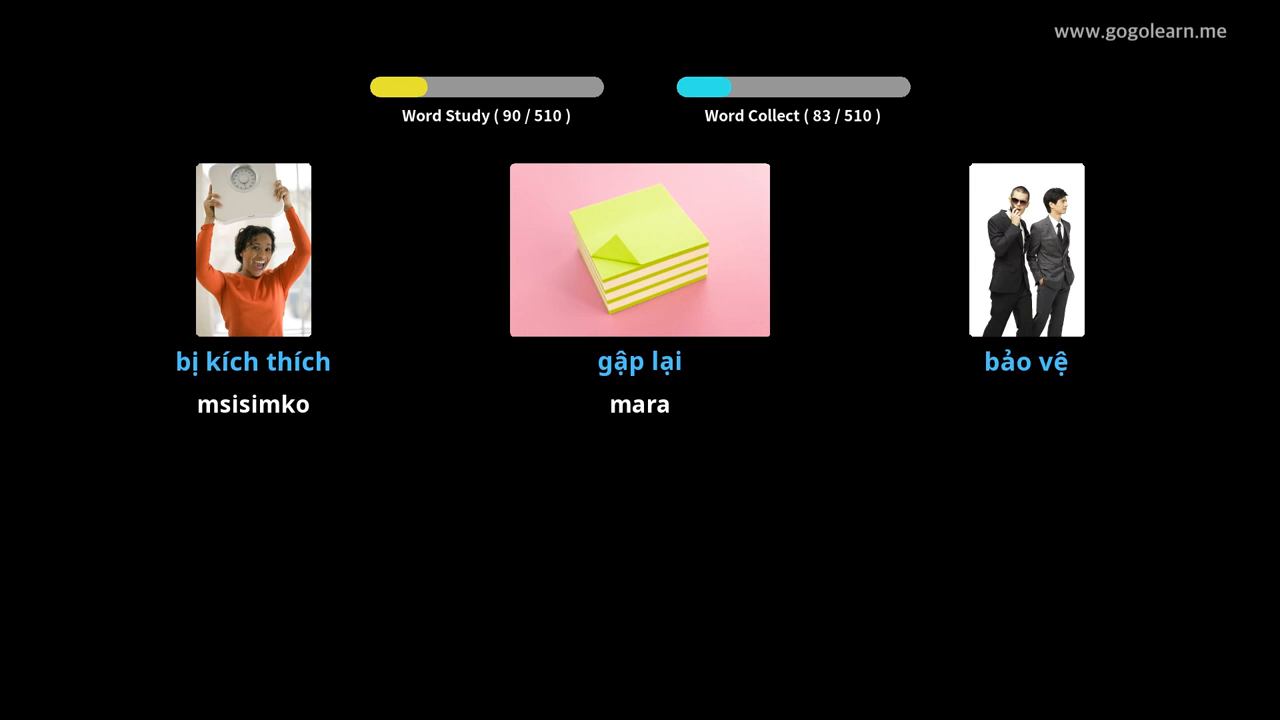 www.gogolearn.me
Word Study ( 90 / 510 )
Word Collect ( 83 / 510 )
bị kích thích
gập lại
bảo vệ
msisimko
mara